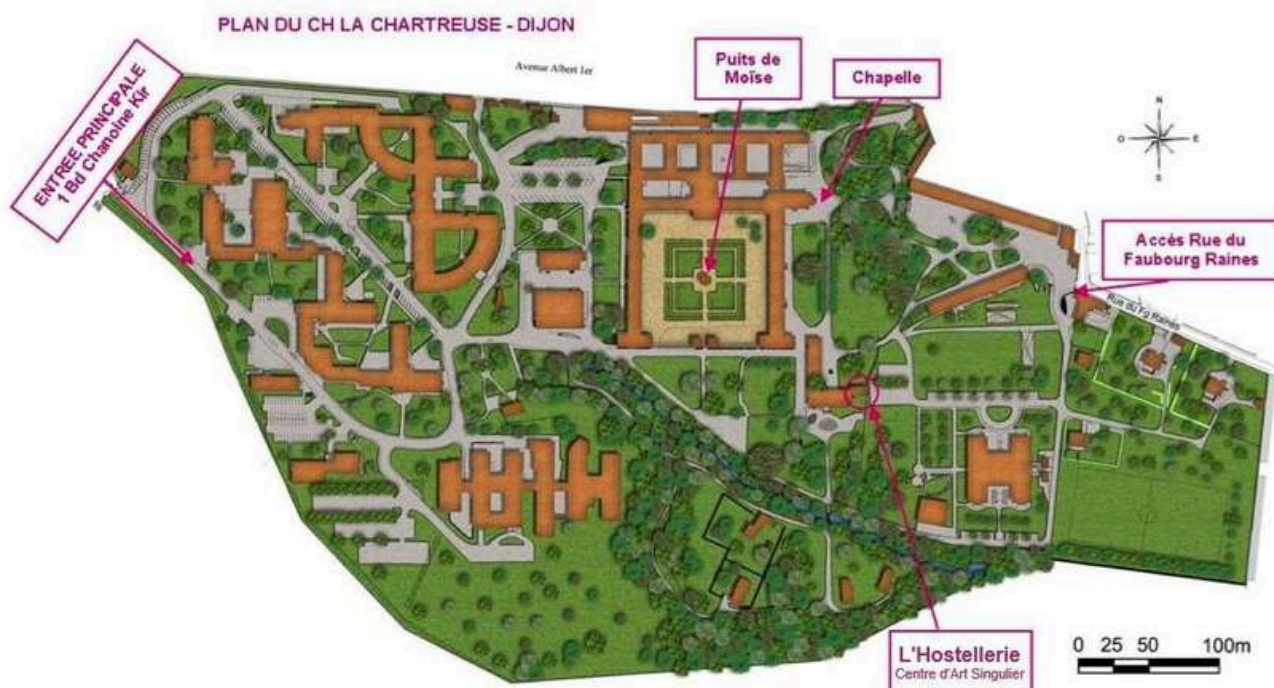 PLAN DU CH LA CHARTREUSE - DIJON
Avenue Albert 1er
ENTREE PRINCIPALE
1 Bd Chanoine Kir
Puits de
Moïse
Chapelle
N
O
E
S
Accès Rue du
Faubourg Raines
Rue du Fg Raines
L'Hostellerie
Centre d'Art Singulier
0 25 50 100m